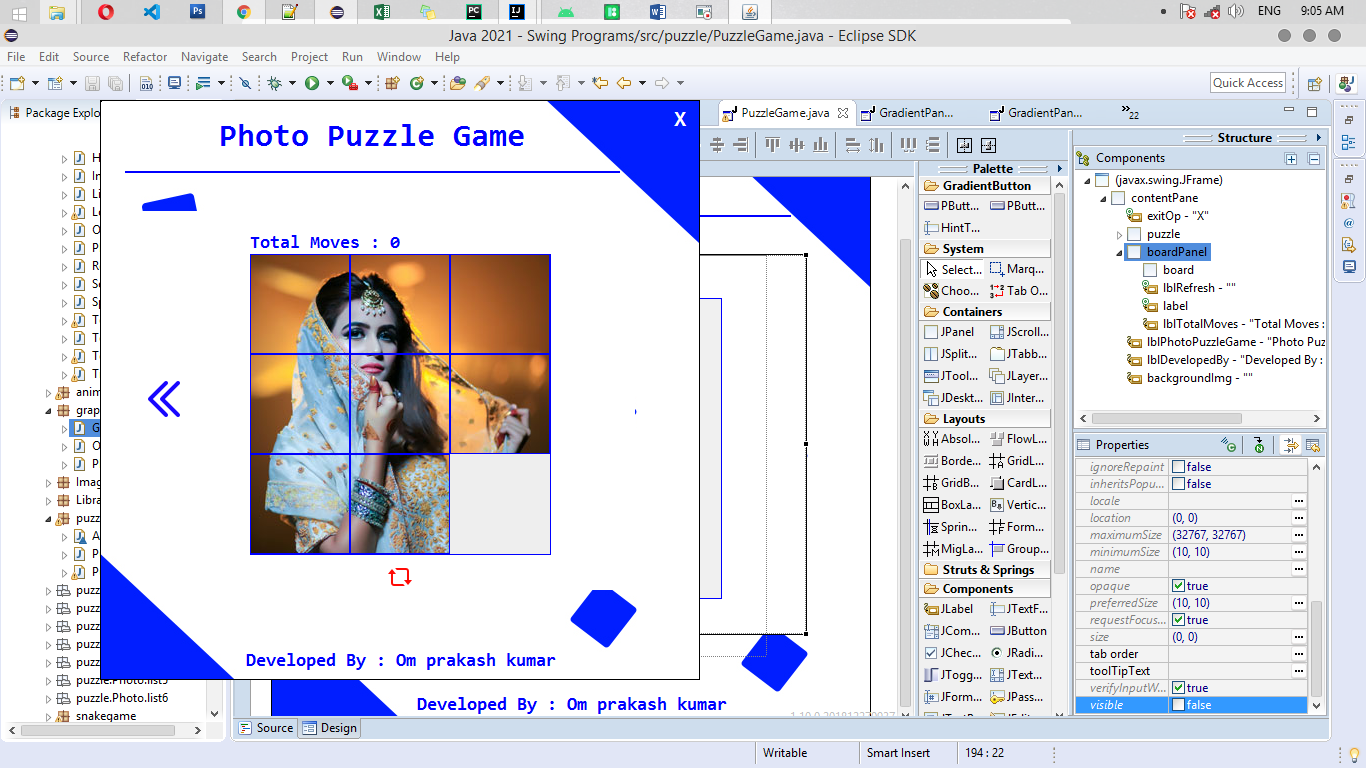 ENG 9:05 AM
Java 2021 - Swing Programs/src/puzzle/PuzzleGame.java - Eclipse SDK
File Edit Source Refactor Navigate Search Project Run Window Help
Quick Access
Package Explo
PuzzleGame.java
GradientPan...
GradientPan...
»22
H
In
Li
O
P
R
Se
Sp
T
T
T
T
anim
grap
G
O
P
Imag
Libra
puzz
A
P
P
puzz
puzz
puzz
puzz
puzz
puzzle.Photo.list5
puzzle.Photo.list6
snakegame
X
Photo Puzzle Game
Total Moves : 0
Developed By : Om prakash kumar
Developed By : Om prakash kumar
Source
Design
Palette
GradientButton
PButt... PButt...
HintT...
System
Select... Marq...
Choo... Tab O...
Containers
JPanel JScroll...
JSplit... JTabb...
JTool... JLayer...
JDeskt... JInter...
Layouts
Absol... FlowL...
Borde... GridL...
GridB... CardL...
BoxLa... Vertic...
Sprin... Form...
MigLa... Group...
Struts & Springs
Components
JLabel JTextF...
JCom... JButton
JChec... JRadi...
JTogg... JText...
JForm... JPass...
Structure
Components
(javax.swing.JFrame)
contentPane
exitOp - "X"
puzzle
boardPanel
board
lblRefresh - ""
label
lblTotalMoves - "Total Moves :
lblPhotoPuzzleGame - "Photo Puz
lblDevelopedBy - "Developed By :
backgroundImg - ""
Properties
ignoreRepaint false
inheritsPopu... false
locale
location (0, 0)
maximumSize (32767, 32767)
minimumSize (10, 10)
name
opaque true
preferredSize (10, 10)
requestFocus... true
size (0, 0)
tab order
toolTipText
verifyInputW... true
visible false
Writable
Smart Insert
194 : 22